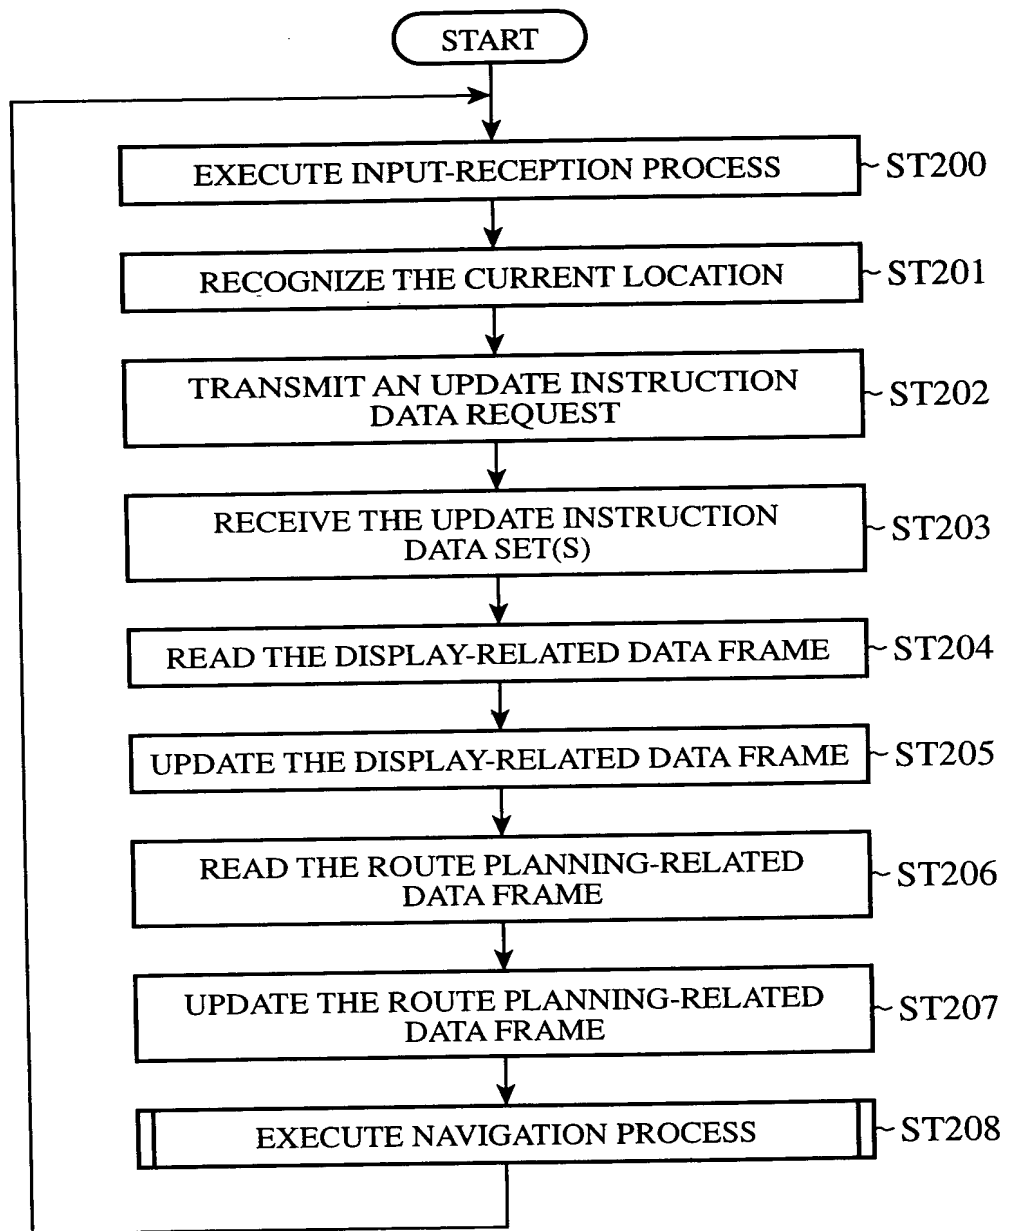 START
EXECUTE INPUT-RECEPTION PROCESS
ST200
RECOGNIZE THE CURRENT LOCATION
ST201
TRANSMIT AN UPDATE INSTRUCTION
DATA REQUEST
ST202
RECEIVE THE UPDATE INSTRUCTION
DATA SET(S)
ST203
READ THE DISPLAY-RELATED DATA FRAME
ST204
UPDATE THE DISPLAY-RELATED DATA FRAME
ST205
READ THE ROUTE PLANNING-RELATED
DATA FRAME
ST206
UPDATE THE ROUTE PLANNING-RELATED
DATA FRAME
ST207
EXECUTE NAVIGATION PROCESS
ST208